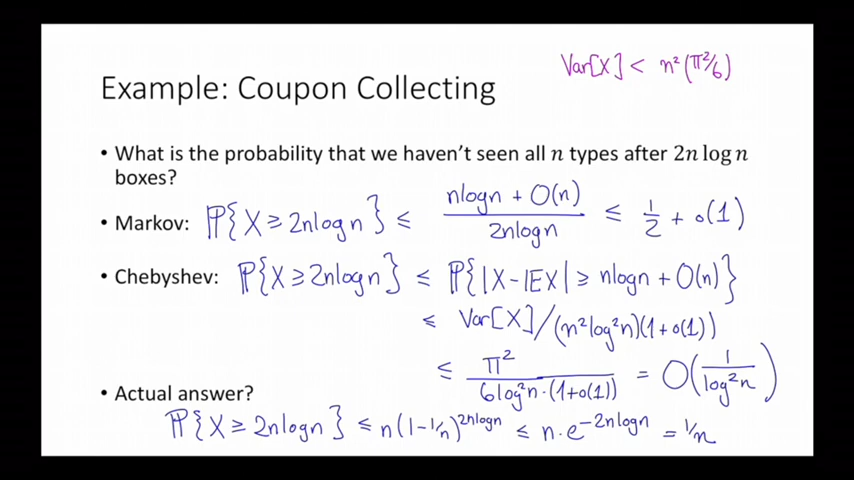 Var[X] < n² (π²/6)
Example: Coupon Collecting
• What is the probability that we haven't seen all n types after 2n log n
boxes?
• Markov: ℙ{X ≥ 2nlogn} ≤ (nlogn + O(n))/(2nlogn) ≤ 1/2 + o(1)
• Chebyshev: ℙ{X ≥ 2nlogn} ≤ ℙ{|X - 𝔼X| ≥ nlogn + O(n)}
≤ Var[X]/(n²log²n)(1+o(1))
≤ π²/(6log²n·(1+o(1))) = O(1/log²n)
• Actual answer?
ℙ{X ≥ 2nlogn} ≤ n(1-1/n)^{2nlogn} ≤ n·e^{-2nlogn} = 1/n